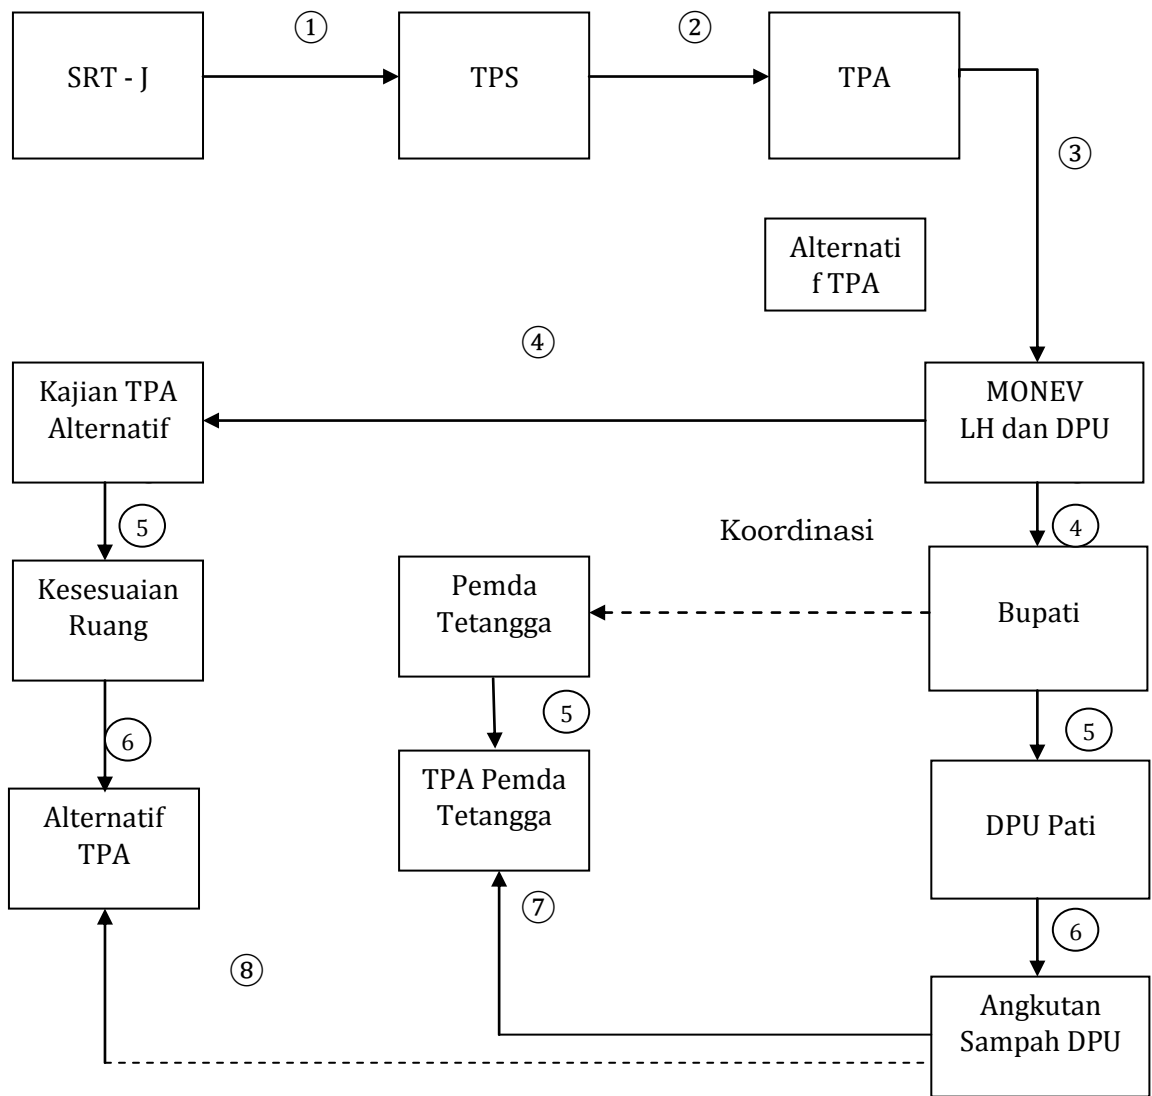 ①
②
SRT - J
TPS
TPA
③
Alternati
f TPA
④
Kajian TPA
Alternatif
MONEV
LH dan DPU
5
Koordinasi
4
Kesesuaian
Ruang
Pemda
Tetangga
Bupati
5
5
6
TPA Pemda
Tetangga
Alternatif
TPA
DPU Pati
⑦
6
⑧
Angkutan
Sampah DPU